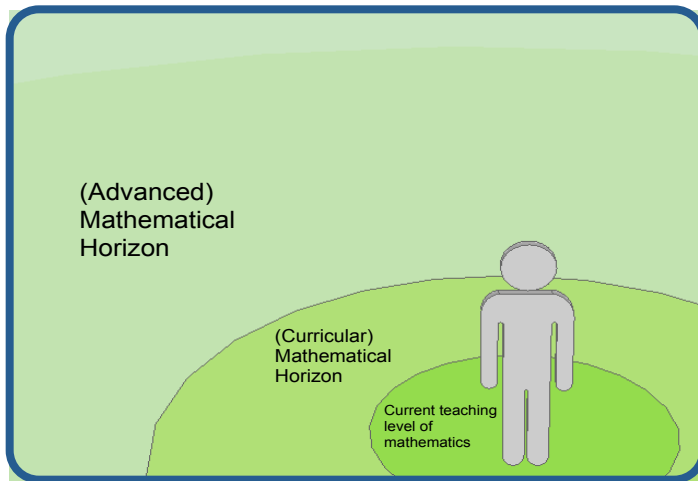 (Advanced)
Mathematical
Horizon
(Curricular)
Mathematical
Horizon
Current teaching
level of
mathematics